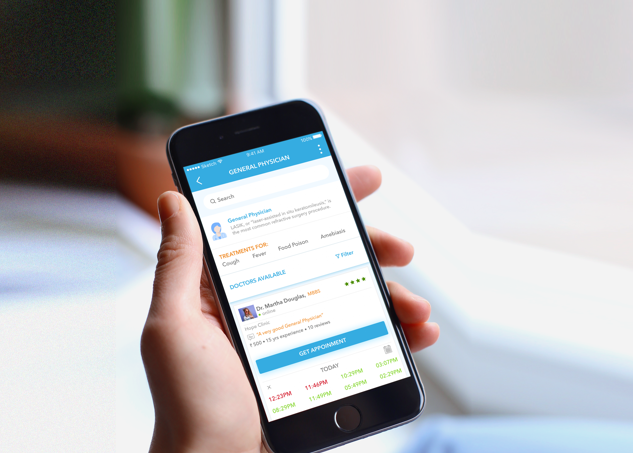 Sketch 9:41 AM 100%
GENERAL PHYSICIAN
Search
General Physician
LASIK, or "laser-assisted in situ keratomileusis," is
the most common refractive surgery procedure.
TREATMENTS FOR:
Cough Fever Food Poison Amebiasis
DOCTORS AVAILABLE Filter
Dr. Martha Douglas, MBBS
online
Hope Clinic
"A very good General Physician"
500 • 15 yrs experience • 10 reviews
GET APPOINMENT
TODAY
12:23PM 11:46PM 10:29PM 03:07PM
08:29PM 11:49PM 05:49PM 02:29PM